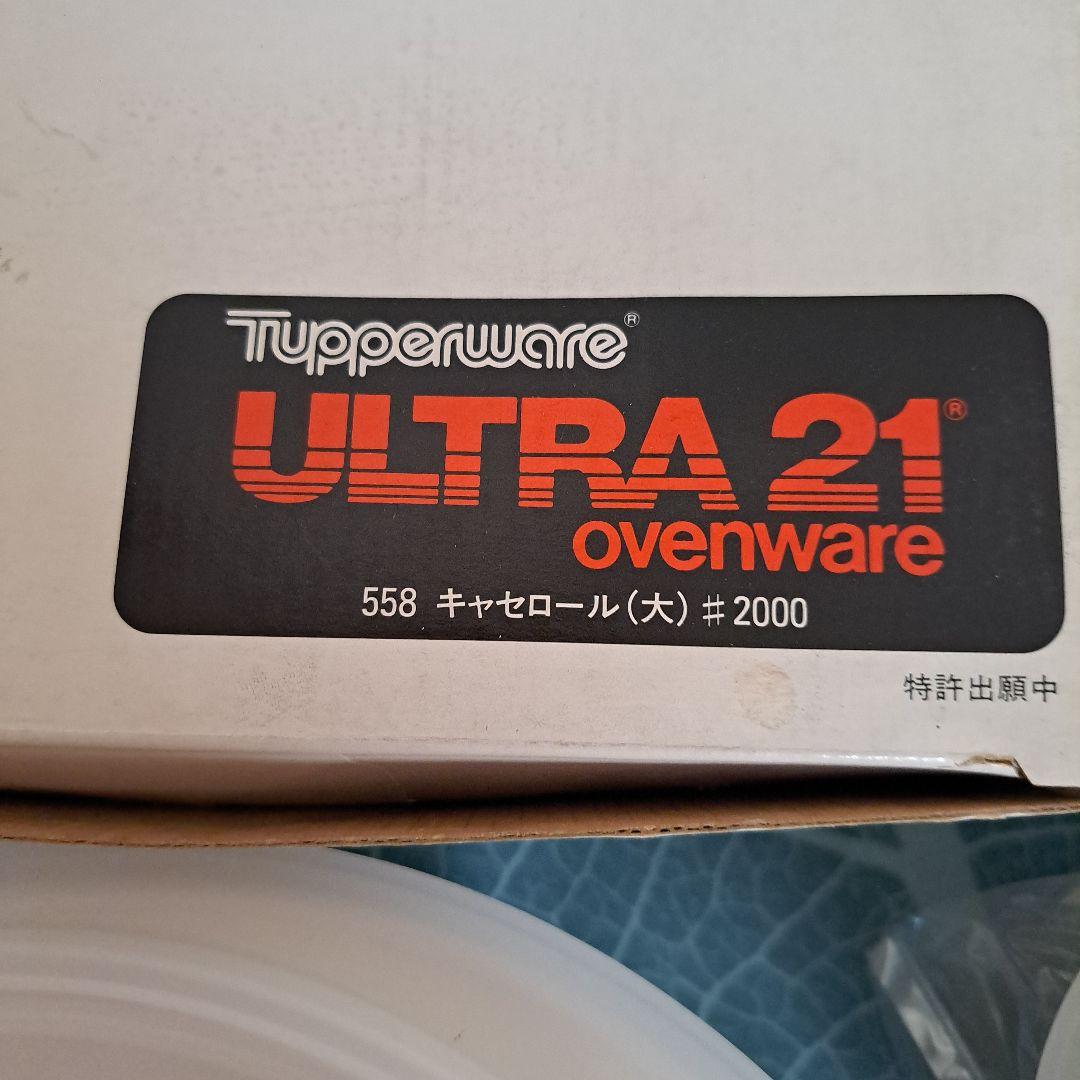 Tupperware®
ULTRA 21®
ovenware
558 キャセロール(大)♯2000
特許出願中